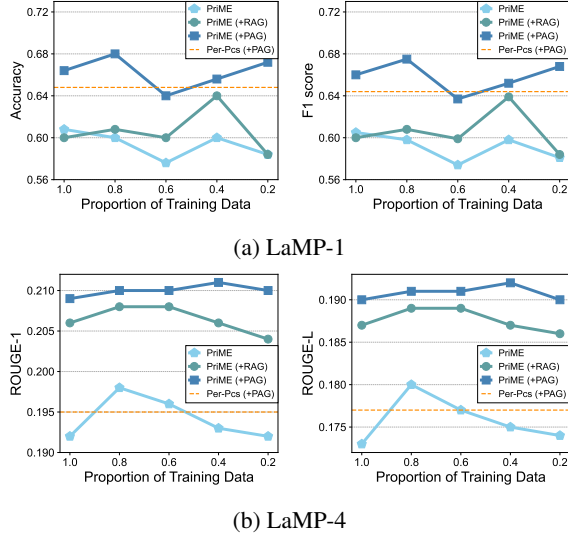 PriME
PriME (+RAG)
PriME (+PAG)
Per-Pcs (+PAG)
Accuracy
0.68
0.64
0.60
0.56
1.0 0.8 0.6 0.4 0.2
Proportion of Training Data
PriME
PriME (+RAG)
PriME (+PAG)
Per-Pcs (+PAG)
F1 score
0.68
0.64
0.60
0.56
1.0 0.8 0.6 0.4 0.2
Proportion of Training Data
(a) LaMP-1
ROUGE-1
0.210
0.205
0.200
0.195
0.190
PriME
PriME (+RAG)
PriME (+PAG)
Per-Pcs (+PAG)
1.0 0.8 0.6 0.4 0.2
Proportion of Training Data
ROUGE-L
0.190
0.185
0.180
0.175
PriME
PriME (+RAG)
PriME (+PAG)
Per-Pcs (+PAG)
1.0 0.8 0.6 0.4 0.2
Proportion of Training Data
(b) LaMP-4